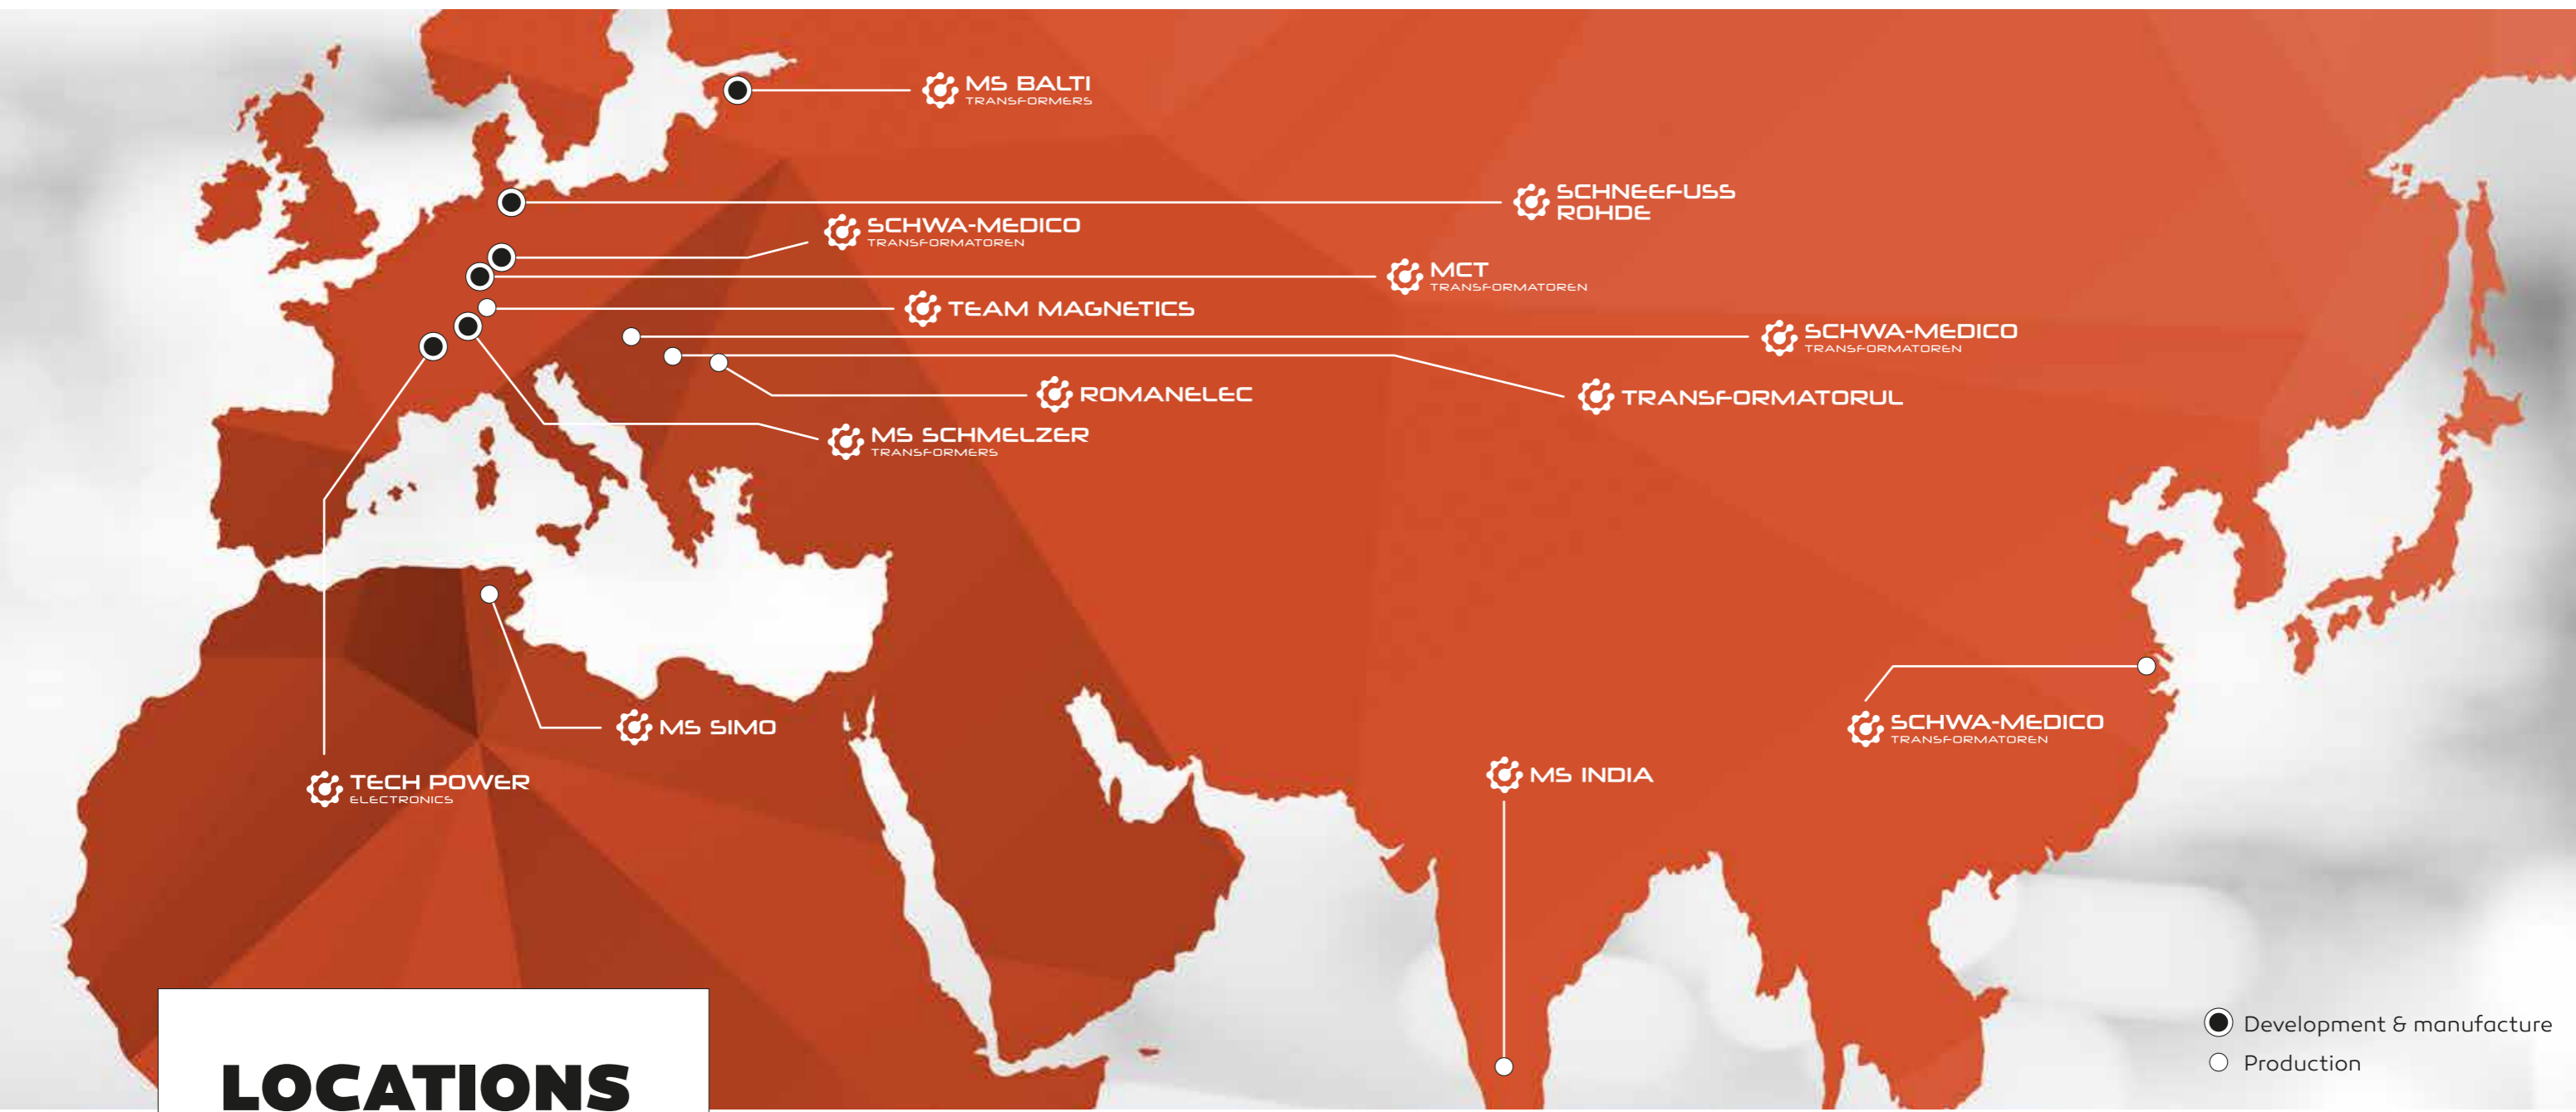 MS BALTI
TRANSFORMERS
SCHNEEFUSS
ROHDE
SCHWA-MEDICO
TRANSFORMATOREN
MCT
TRANSFORMATOREN
TEAM MAGNETICS
SCHWA-MEDICO
TRANSFORMATOREN
ROMANELEC
TRANSFORMATORUL
MS SCHMELZER
TRANSFORMERS
MS SIMO
SCHWA-MEDICO
TRANSFORMATOREN
TECH POWER
ELECTRONICS
MS INDIA
Development & manufacture
Production
LOCATIONS